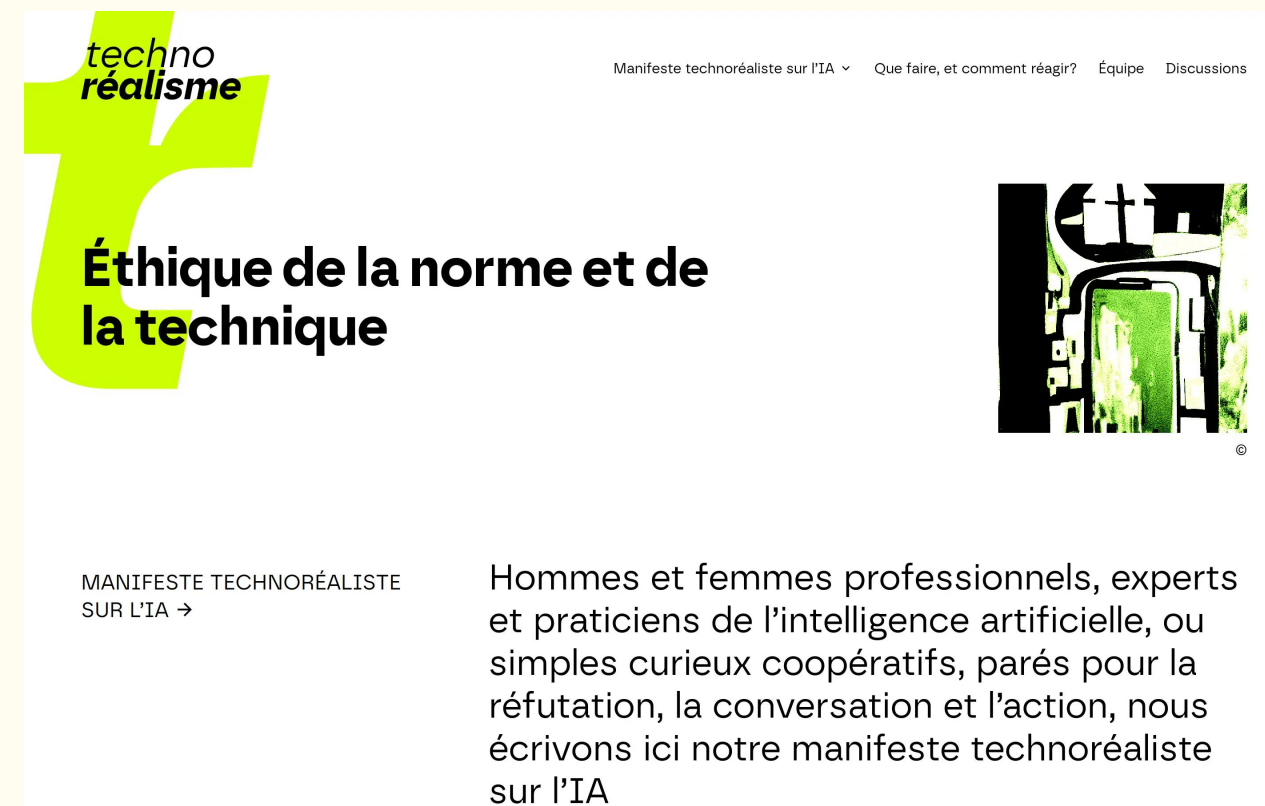 techno
réalisme
Manifeste technoréaliste sur l’IA
Que faire, et comment réagir?
Équipe
Discussions
Éthique de la norme et de
la technique
©
MANIFESTE TECHNORÉALISTE
SUR L’IA →
Hommes et femmes professionnels, experts
et praticiens de l’intelligence artificielle, ou
simples curieux coopératifs, parés pour la
réfutation, la conversation et l’action, nous
écrivons ici notre manifeste technoréaliste
sur l’IA